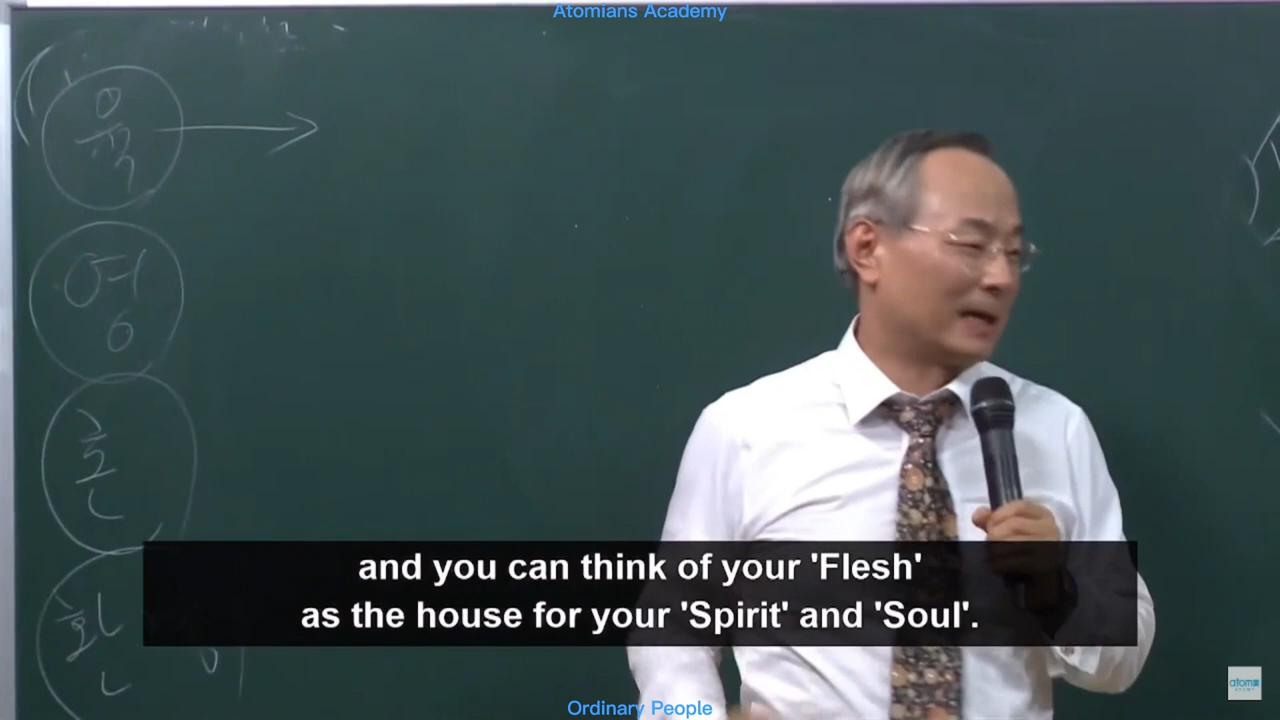 Atomians Academy
육
영
혼
환
and you can think of your 'Flesh'
as the house for your 'Spirit' and 'Soul'.
Ordinary People